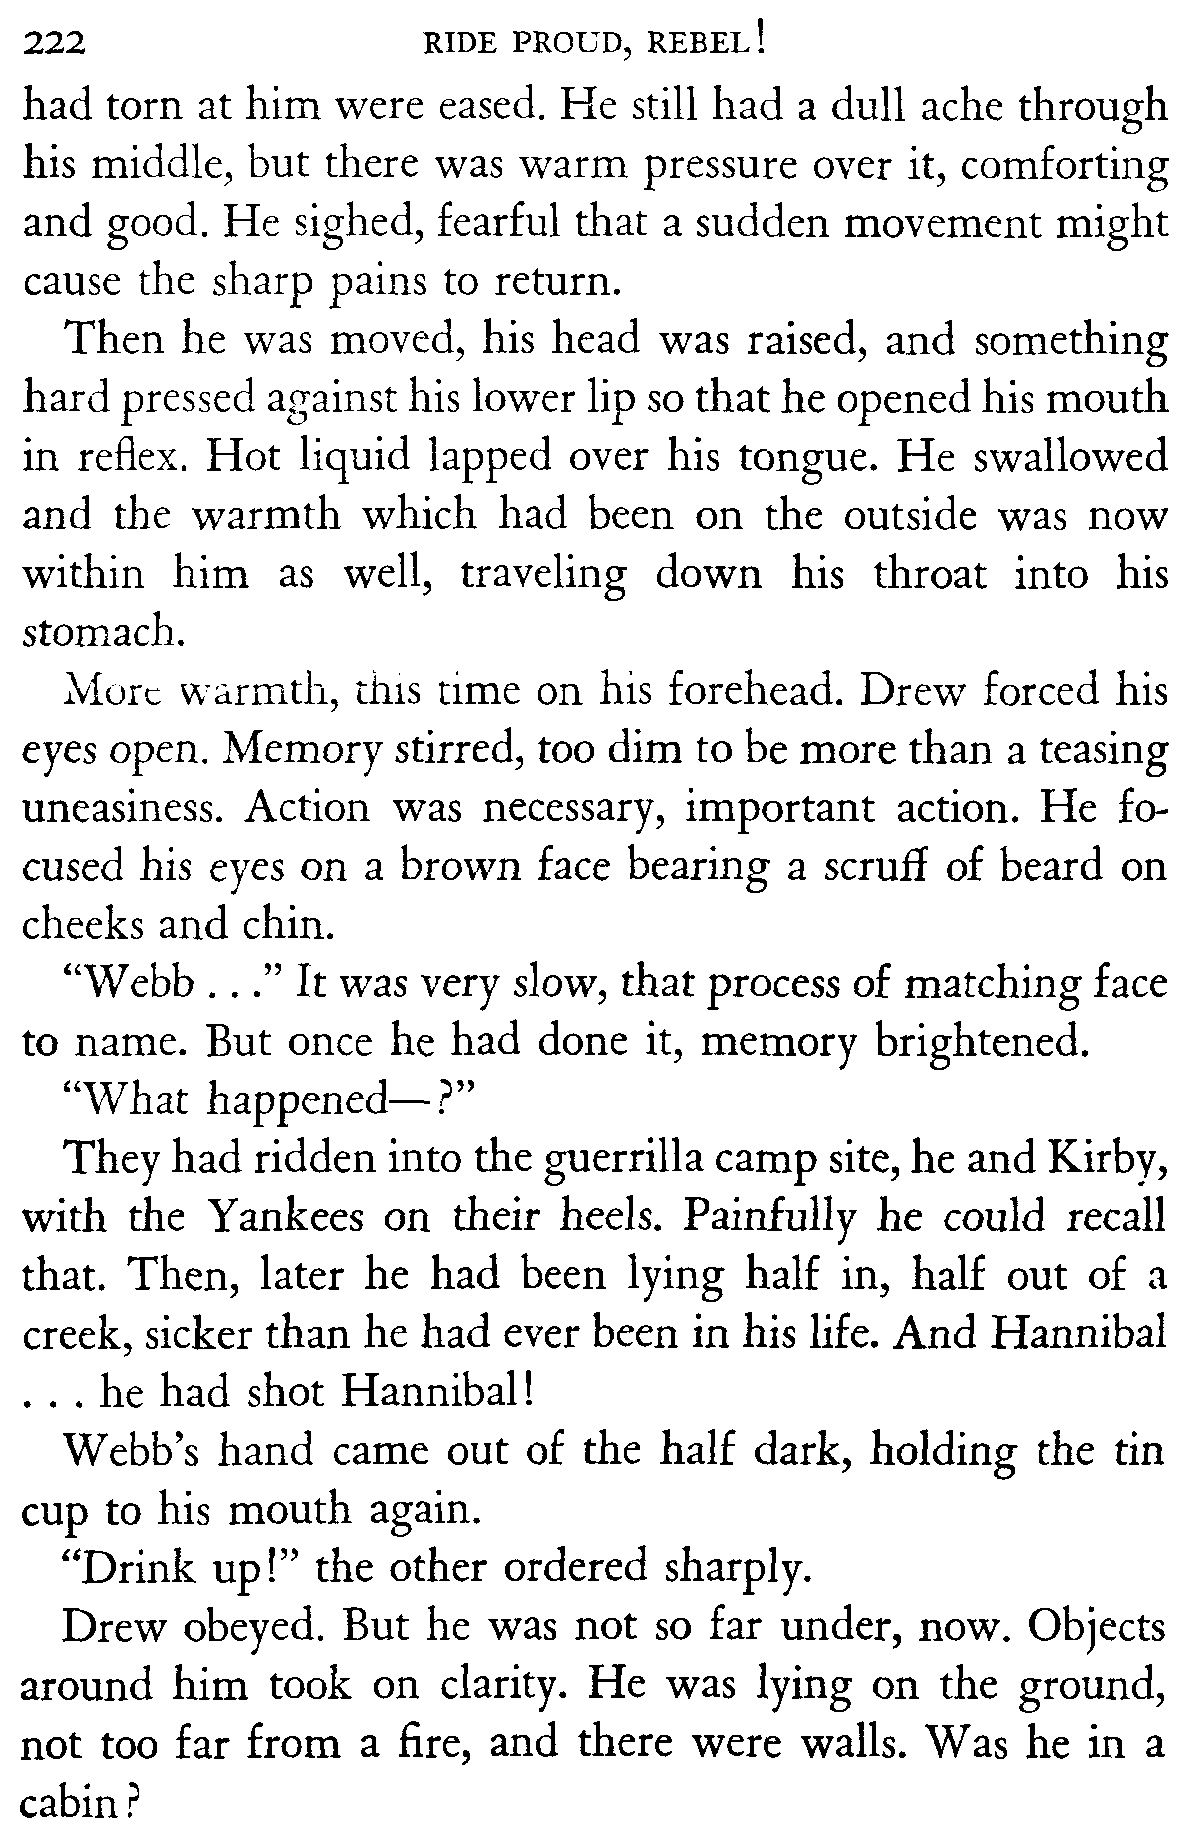 222 RIDE PROUD, REBEL!
had torn at him were eased. He still had a dull ache through
his middle, but there was warm pressure over it, comforting
and good. He sighed, fearful that a sudden movement might
cause the sharp pains to return.
Then he was moved, his head was raised, and something
hard pressed against his lower lip so that he opened his mouth
in reflex. Hot liquid lapped over his tongue. He swallowed
and the warmth which had been on the outside was now
within him as well, traveling down his throat into his
stomach.
More warmth, this time on his forehead. Drew forced his
eyes open. Memory stirred, too dim to be more than a teasing
uneasiness. Action was necessary, important action. He fo-
cused his eyes on a brown face bearing a scruff of beard on
cheeks and chin.
“Webb . . .” It was very slow, that process of matching face
to name. But once he had done it, memory brightened.
“What happened—?”
They had ridden into the guerrilla camp site, he and Kirby,
with the Yankees on their heels. Painfully he could recall
that. Then, later he had been lying half in, half out of a
creek, sicker than he had ever been in his life. And Hannibal
. . . he had shot Hannibal!
Webb’s hand came out of the half dark, holding the tin
cup to his mouth again.
“Drink up!” the other ordered sharply.
Drew obeyed. But he was not so far under, now. Objects
around him took on clarity. He was lying on the ground,
not too far from a fire, and there were walls. Was he in a
cabin?